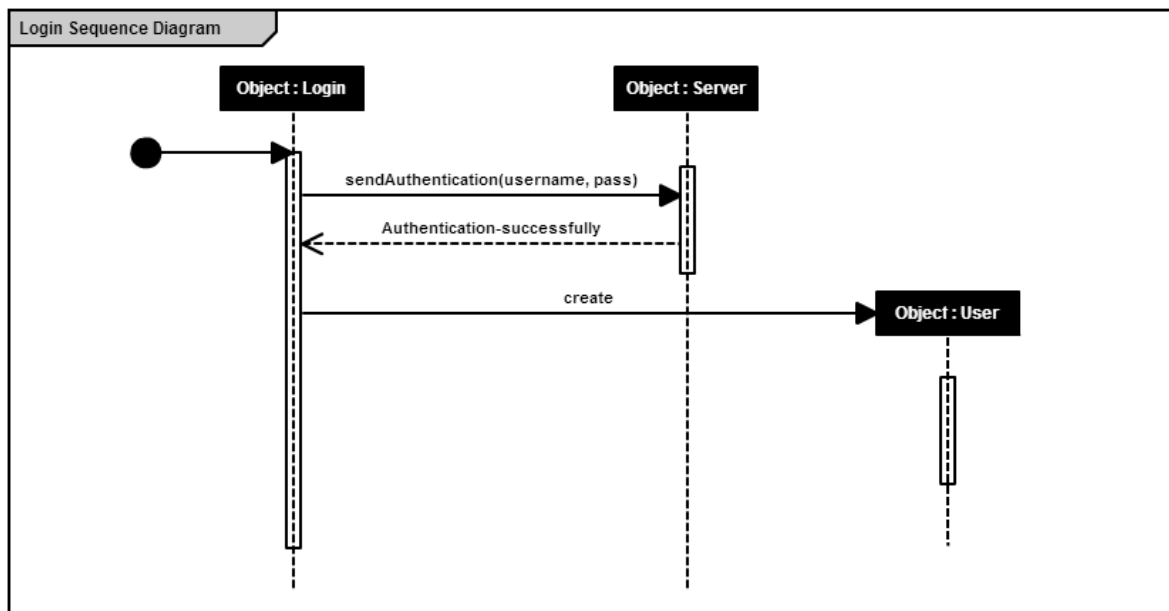 Login Sequence Diagram
Object : Login
Object : Server
sendAuthentication(username, pass)
Authentication-successfully
create
Object : User